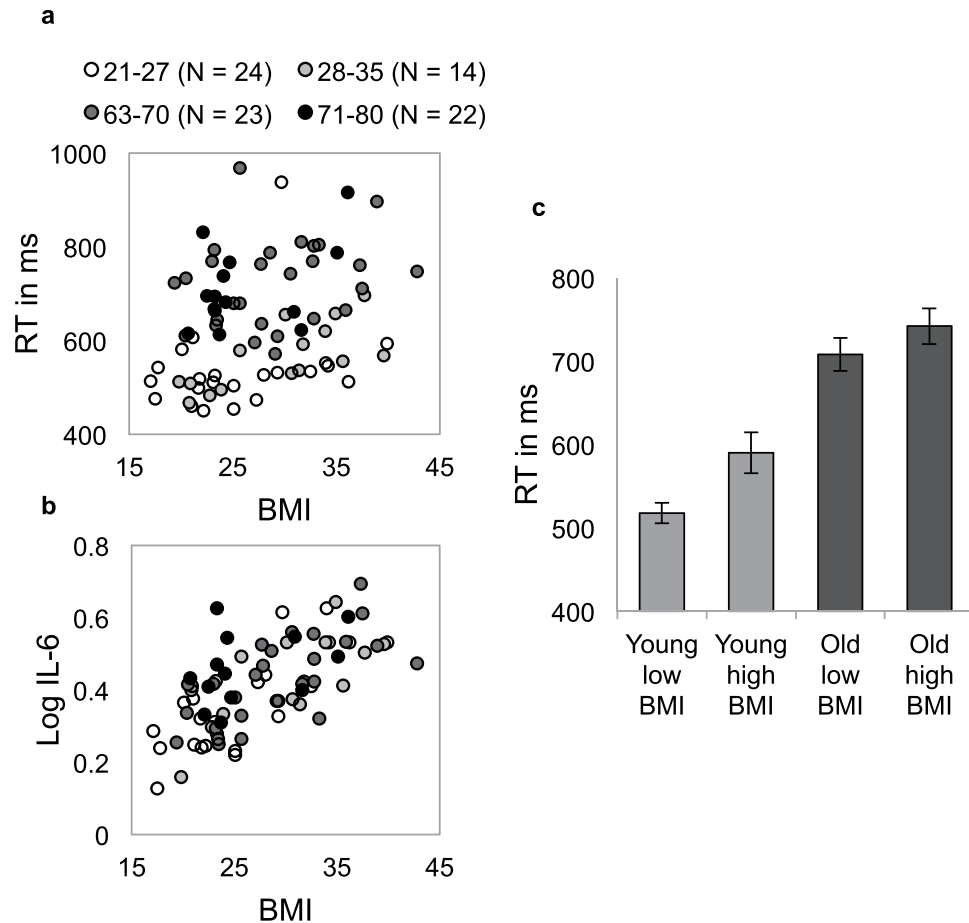 a
21-27 (N = 24) 28-35 (N = 14)
63-70 (N = 23) 71-80 (N = 22)
1000
800
600
400
RT in ms
15 25 35 45
BMI
b
0.8
0.6
0.4
0.2
0
Log IL-6
15 25 35 45
BMI
c
800
700
600
500
400
RT in ms
Young low BMI
Young high BMI
Old low BMI
Old high BMI